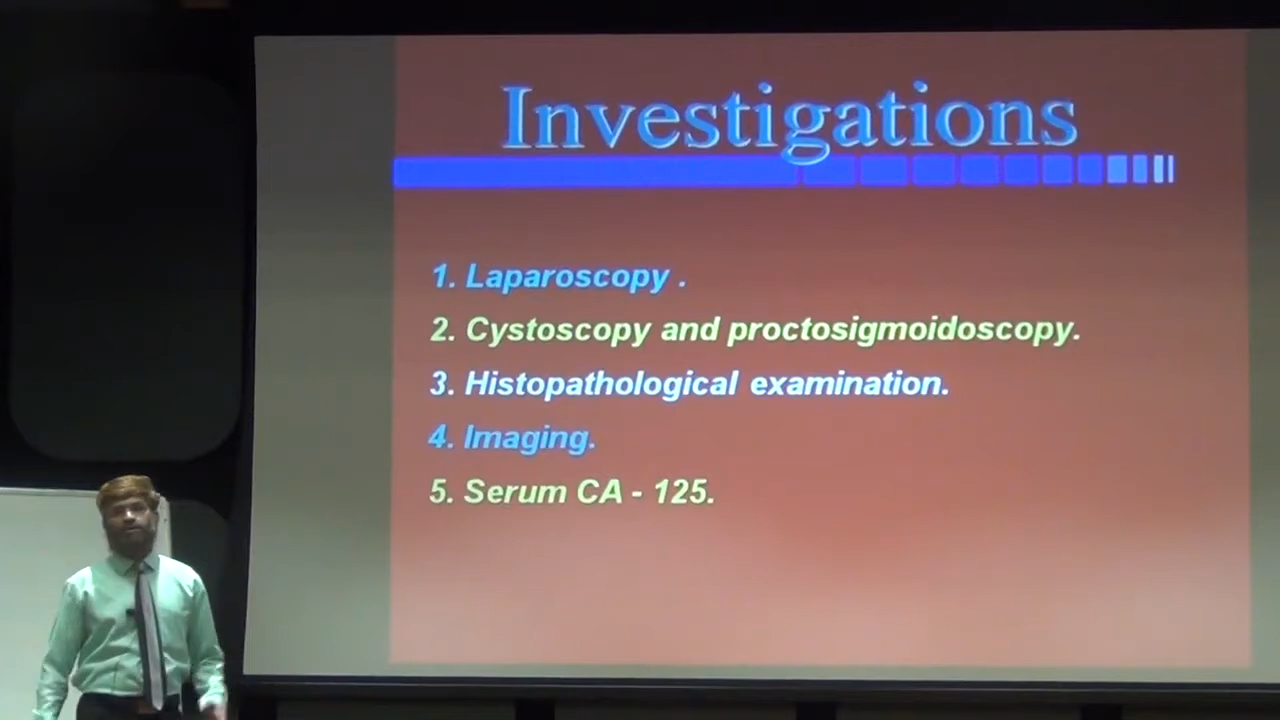 Investigations
1. Laparoscopy .
2. Cystoscopy and proctosigmoidoscopy.
3. Histopathological examination.
4. Imaging.
5. Serum CA - 125.